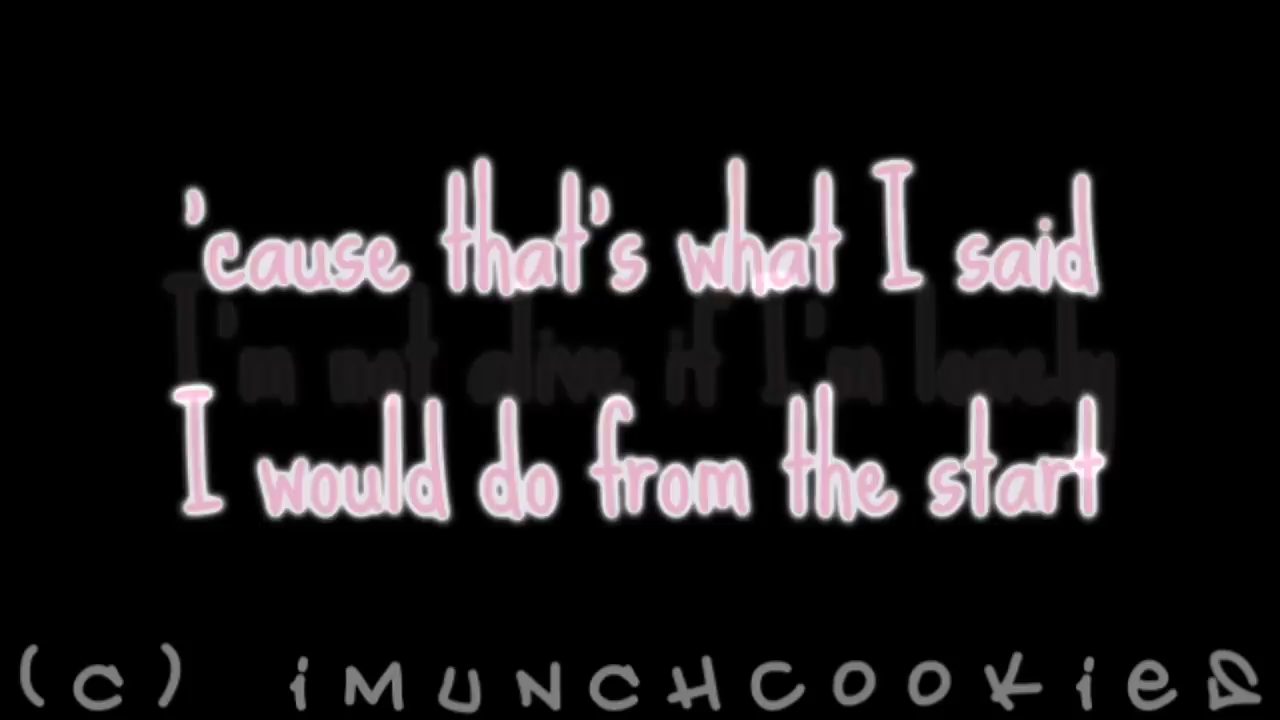 'cause that's what I said
I'm not alive, if I'm lonely
I would do from the start
(c) iMUNCHCOOKieS